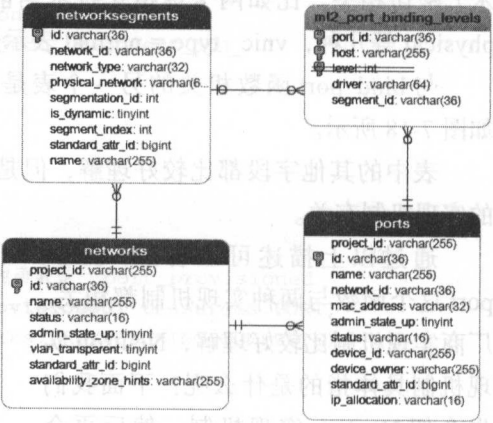 networksegments
id: varchar(36)
network_id: varchar(36)
network_type: varchar(32)
physical_network: varchar(6
segmentation_id: int
is_dynamic: tinyint
segment_index: int
standard_attr_id: bigint
name: varchar(255)
ml2_port_binding_levels
port_id: varchar(36)
host: varchar(255)
level: int
driver: varchar(64)
segment_id: varchar(36)
networks
project_id: varchar(255)
id: varchar(36)
name: varchar(255)
status: varchar(16)
admin_state_up: tinyint
vlan_transparent: tinyint
standard_attr_id: bigint
availability_zone_hints: varchar(255)
ports
project_id: varchar(255)
id: varchar(36)
name: varchar(255)
network_id: varchar(36)
mac_address: varchar(32)
admin_state_up: tinyint
status: varchar(16)
device_id: varchar(255)
device_owner: varchar(255)
standard_attr_id: bigint
ip_allocation: varchar(16)